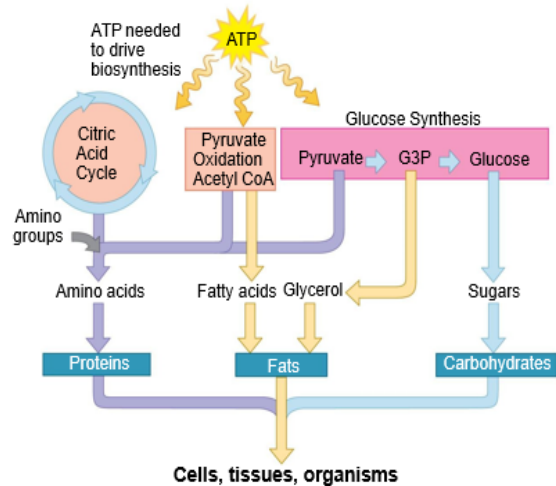 ATP needed
to drive
biosynthesis
ATP
Glucose Synthesis
Citric
Acid
Cycle
Pyruvate
Oxidation
Acetyl CoA
Pyruvate
G3P
Glucose
Amino
groups
Amino acids
Fatty acids
Glycerol
Sugars
Proteins
Fats
Carbohydrates
Cells, tissues, organisms